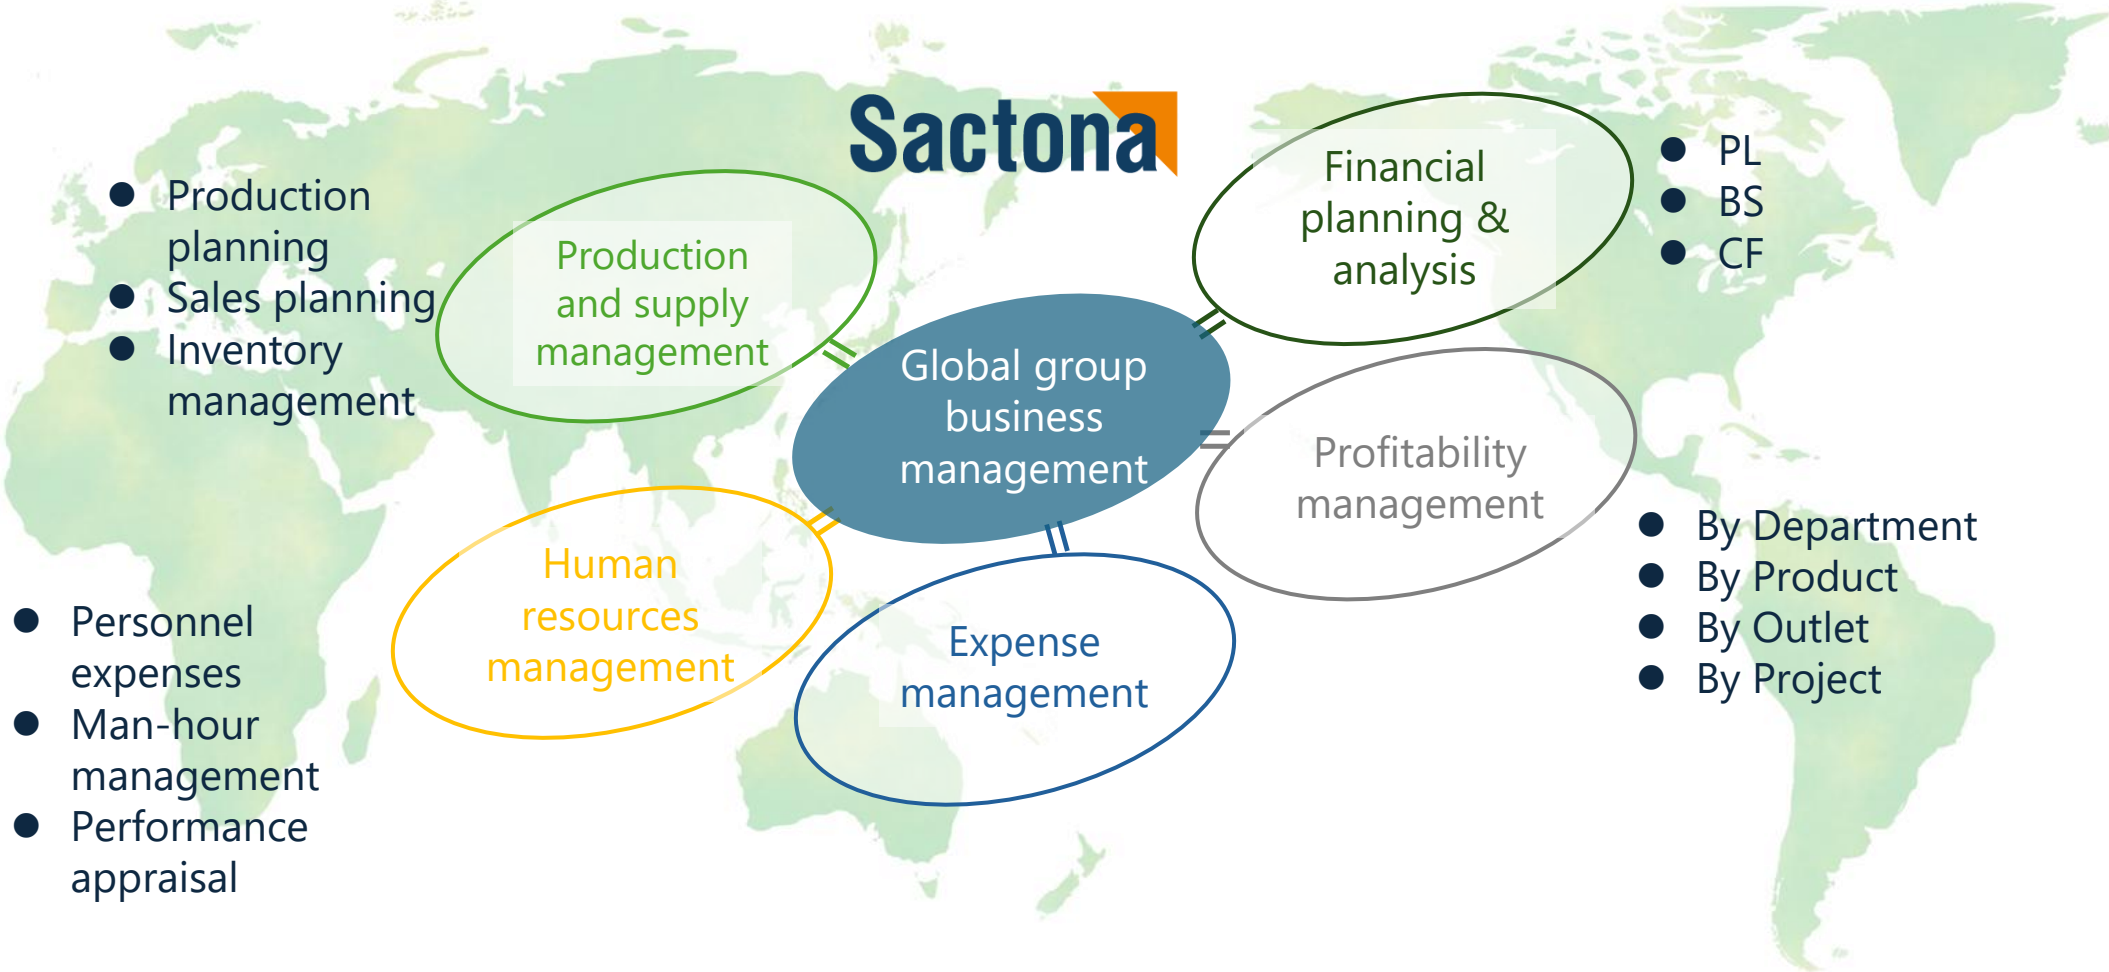 Sactona
Production
planning
Sales planning
Inventory
management
Production
and supply
management
Financial
planning &
analysis
PL
BS
CF
Global group
business
management
Profitability
management
By Department
By Product
By Outlet
By Project
Human
resources
management
Expense
management
Personnel
expenses
Man-hour
management
Performance
appraisal